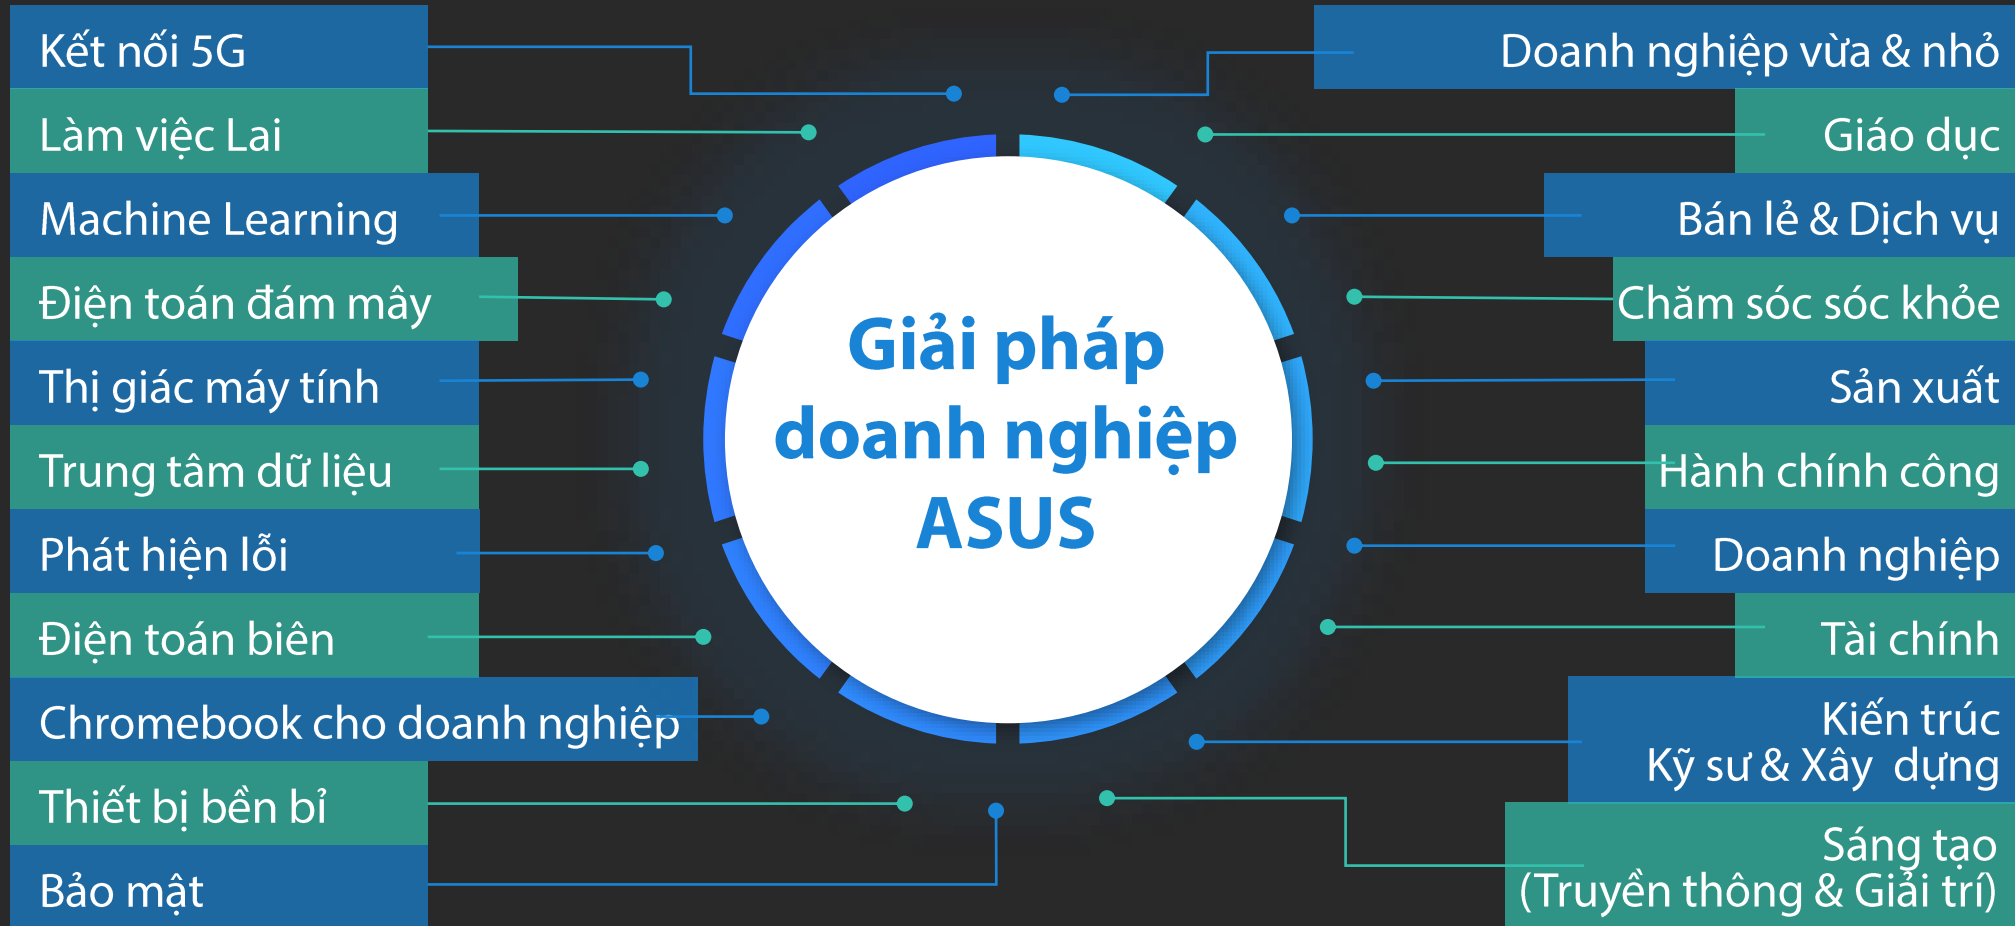 Kết nối 5G
Làm việc Lai
Machine Learning
Điện toán đám mây
Thị giác máy tính
Trung tâm dữ liệu
Phát hiện lỗi
Điện toán biên
Chromebook cho doanh nghiệp
Thiết bị bền bỉ
Bảo mật
Giải pháp
doanh nghiệp
ASUS
Doanh nghiệp vừa & nhỏ
Giáo dục
Bán lẻ & Dịch vụ
Chăm sóc sóc khỏe
Sản xuất
Hành chính công
Doanh nghiệp
Tài chính
Kiến trúc
Kỹ sư & Xây dựng
Sáng tạo
(Truyền thông & Giải trí)